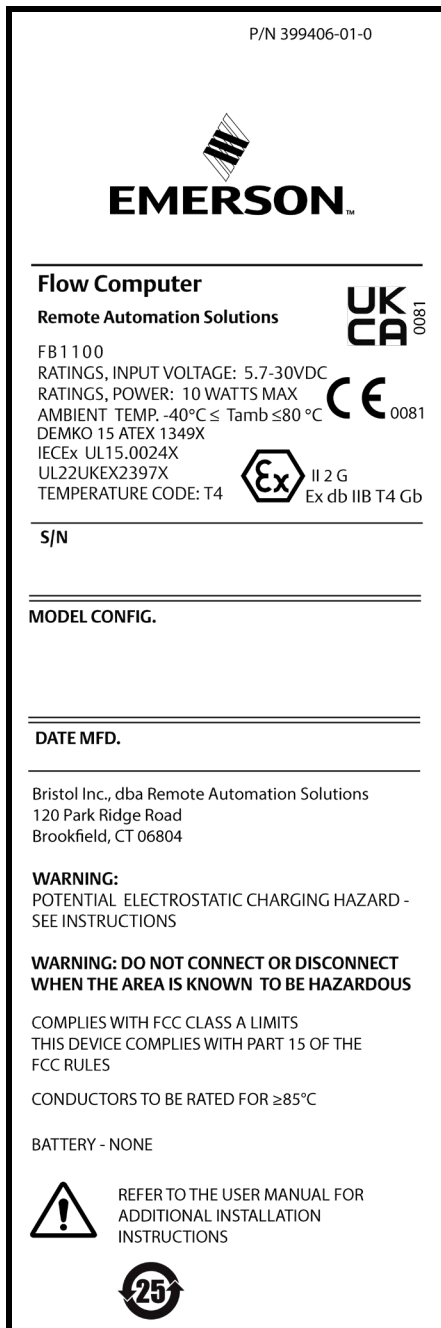 P/N 399406-01-0
EMERSON™
Flow Computer
Remote Automation Solutions
UK
CA
0081
FB1100
RATINGS, INPUT VOLTAGE: 5.7-30VDC
RATINGS, POWER: 10 WATTS MAX
AMBIENT TEMP. -40°C ≤ Tamb ≤80 °C
CE 0081
DEMKO 15 ATEX 1349X
IECEx UL15.0024X
UL22UKEX2397X
TEMPERATURE CODE: T4
Ex
II 2 G
Ex db IIB T4 Gb
S/N
MODEL CONFIG.
DATE MFD.
Bristol Inc., dba Remote Automation Solutions
120 Park Ridge Road
Brookfield, CT 06804
WARNING:
POTENTIAL ELECTROSTATIC CHARGING HAZARD -
SEE INSTRUCTIONS
WARNING: DO NOT CONNECT OR DISCONNECT
WHEN THE AREA IS KNOWN TO BE HAZARDOUS
COMPLIES WITH FCC CLASS A LIMITS
THIS DEVICE COMPLIES WITH PART 15 OF THE
FCC RULES
CONDUCTORS TO BE RATED FOR ≥85°C
BATTERY - NONE
REFER TO THE USER MANUAL FOR
ADDITIONAL INSTALLATION
INSTRUCTIONS
25